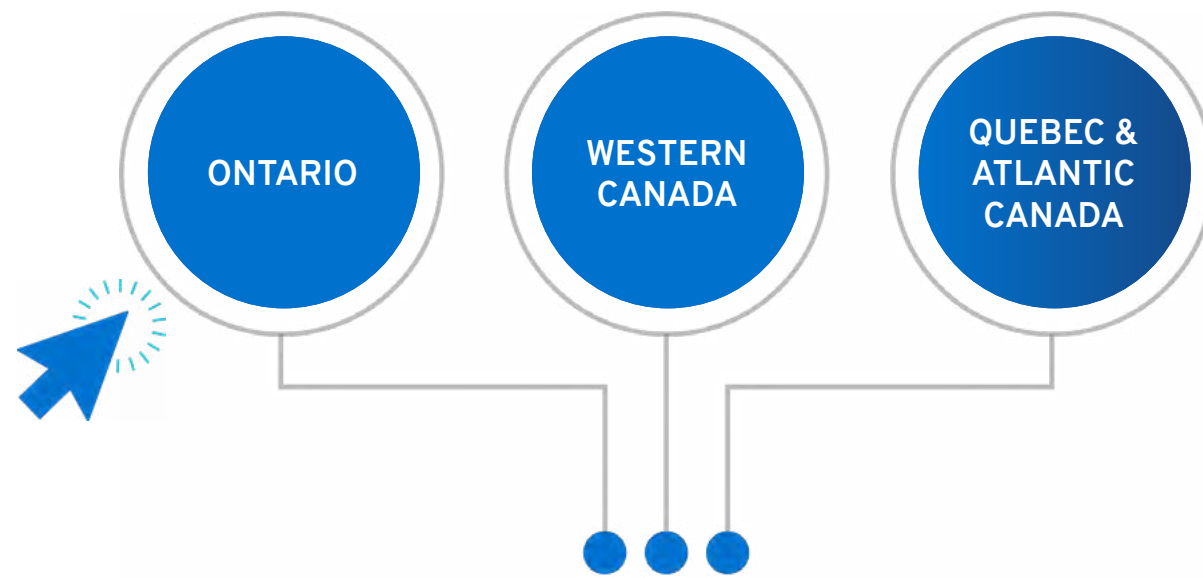 ONTARIO
WESTERN
CANADA
QUEBEC &
ATLANTIC
CANADA